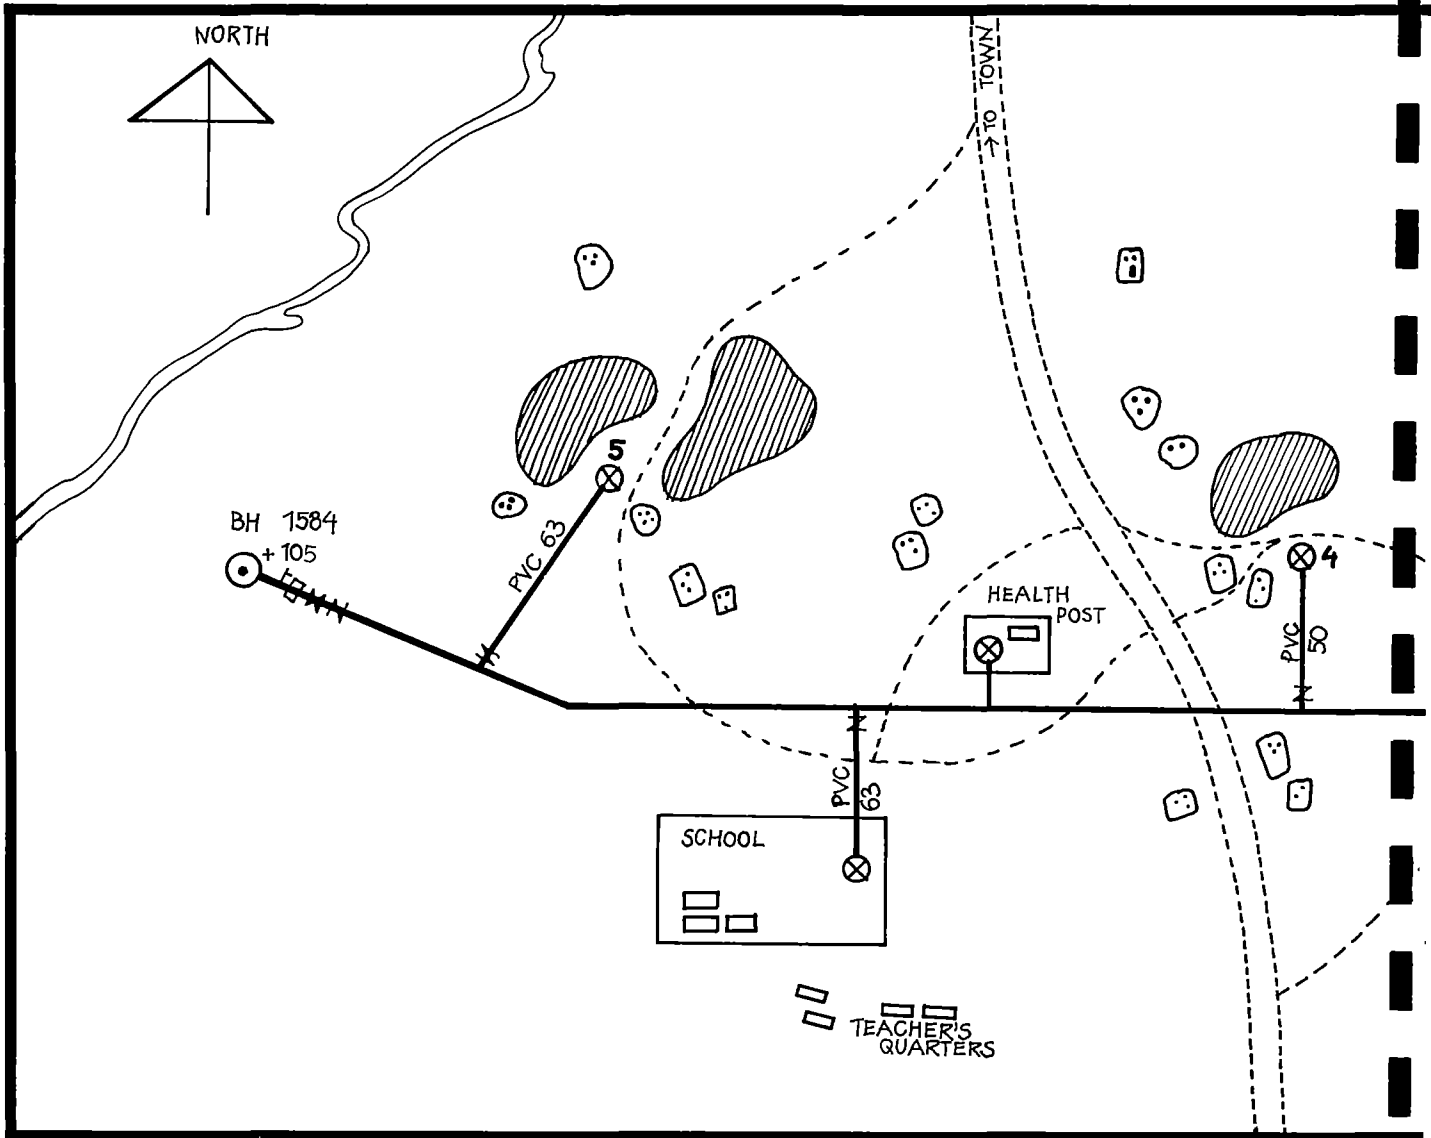 NORTH
→ TO TOWN
5
PVC 63
BH 1584
+ 105
4
HEALTH
POST
PVC
50
PVC
63
SCHOOL
TEACHER'S
QUARTERS